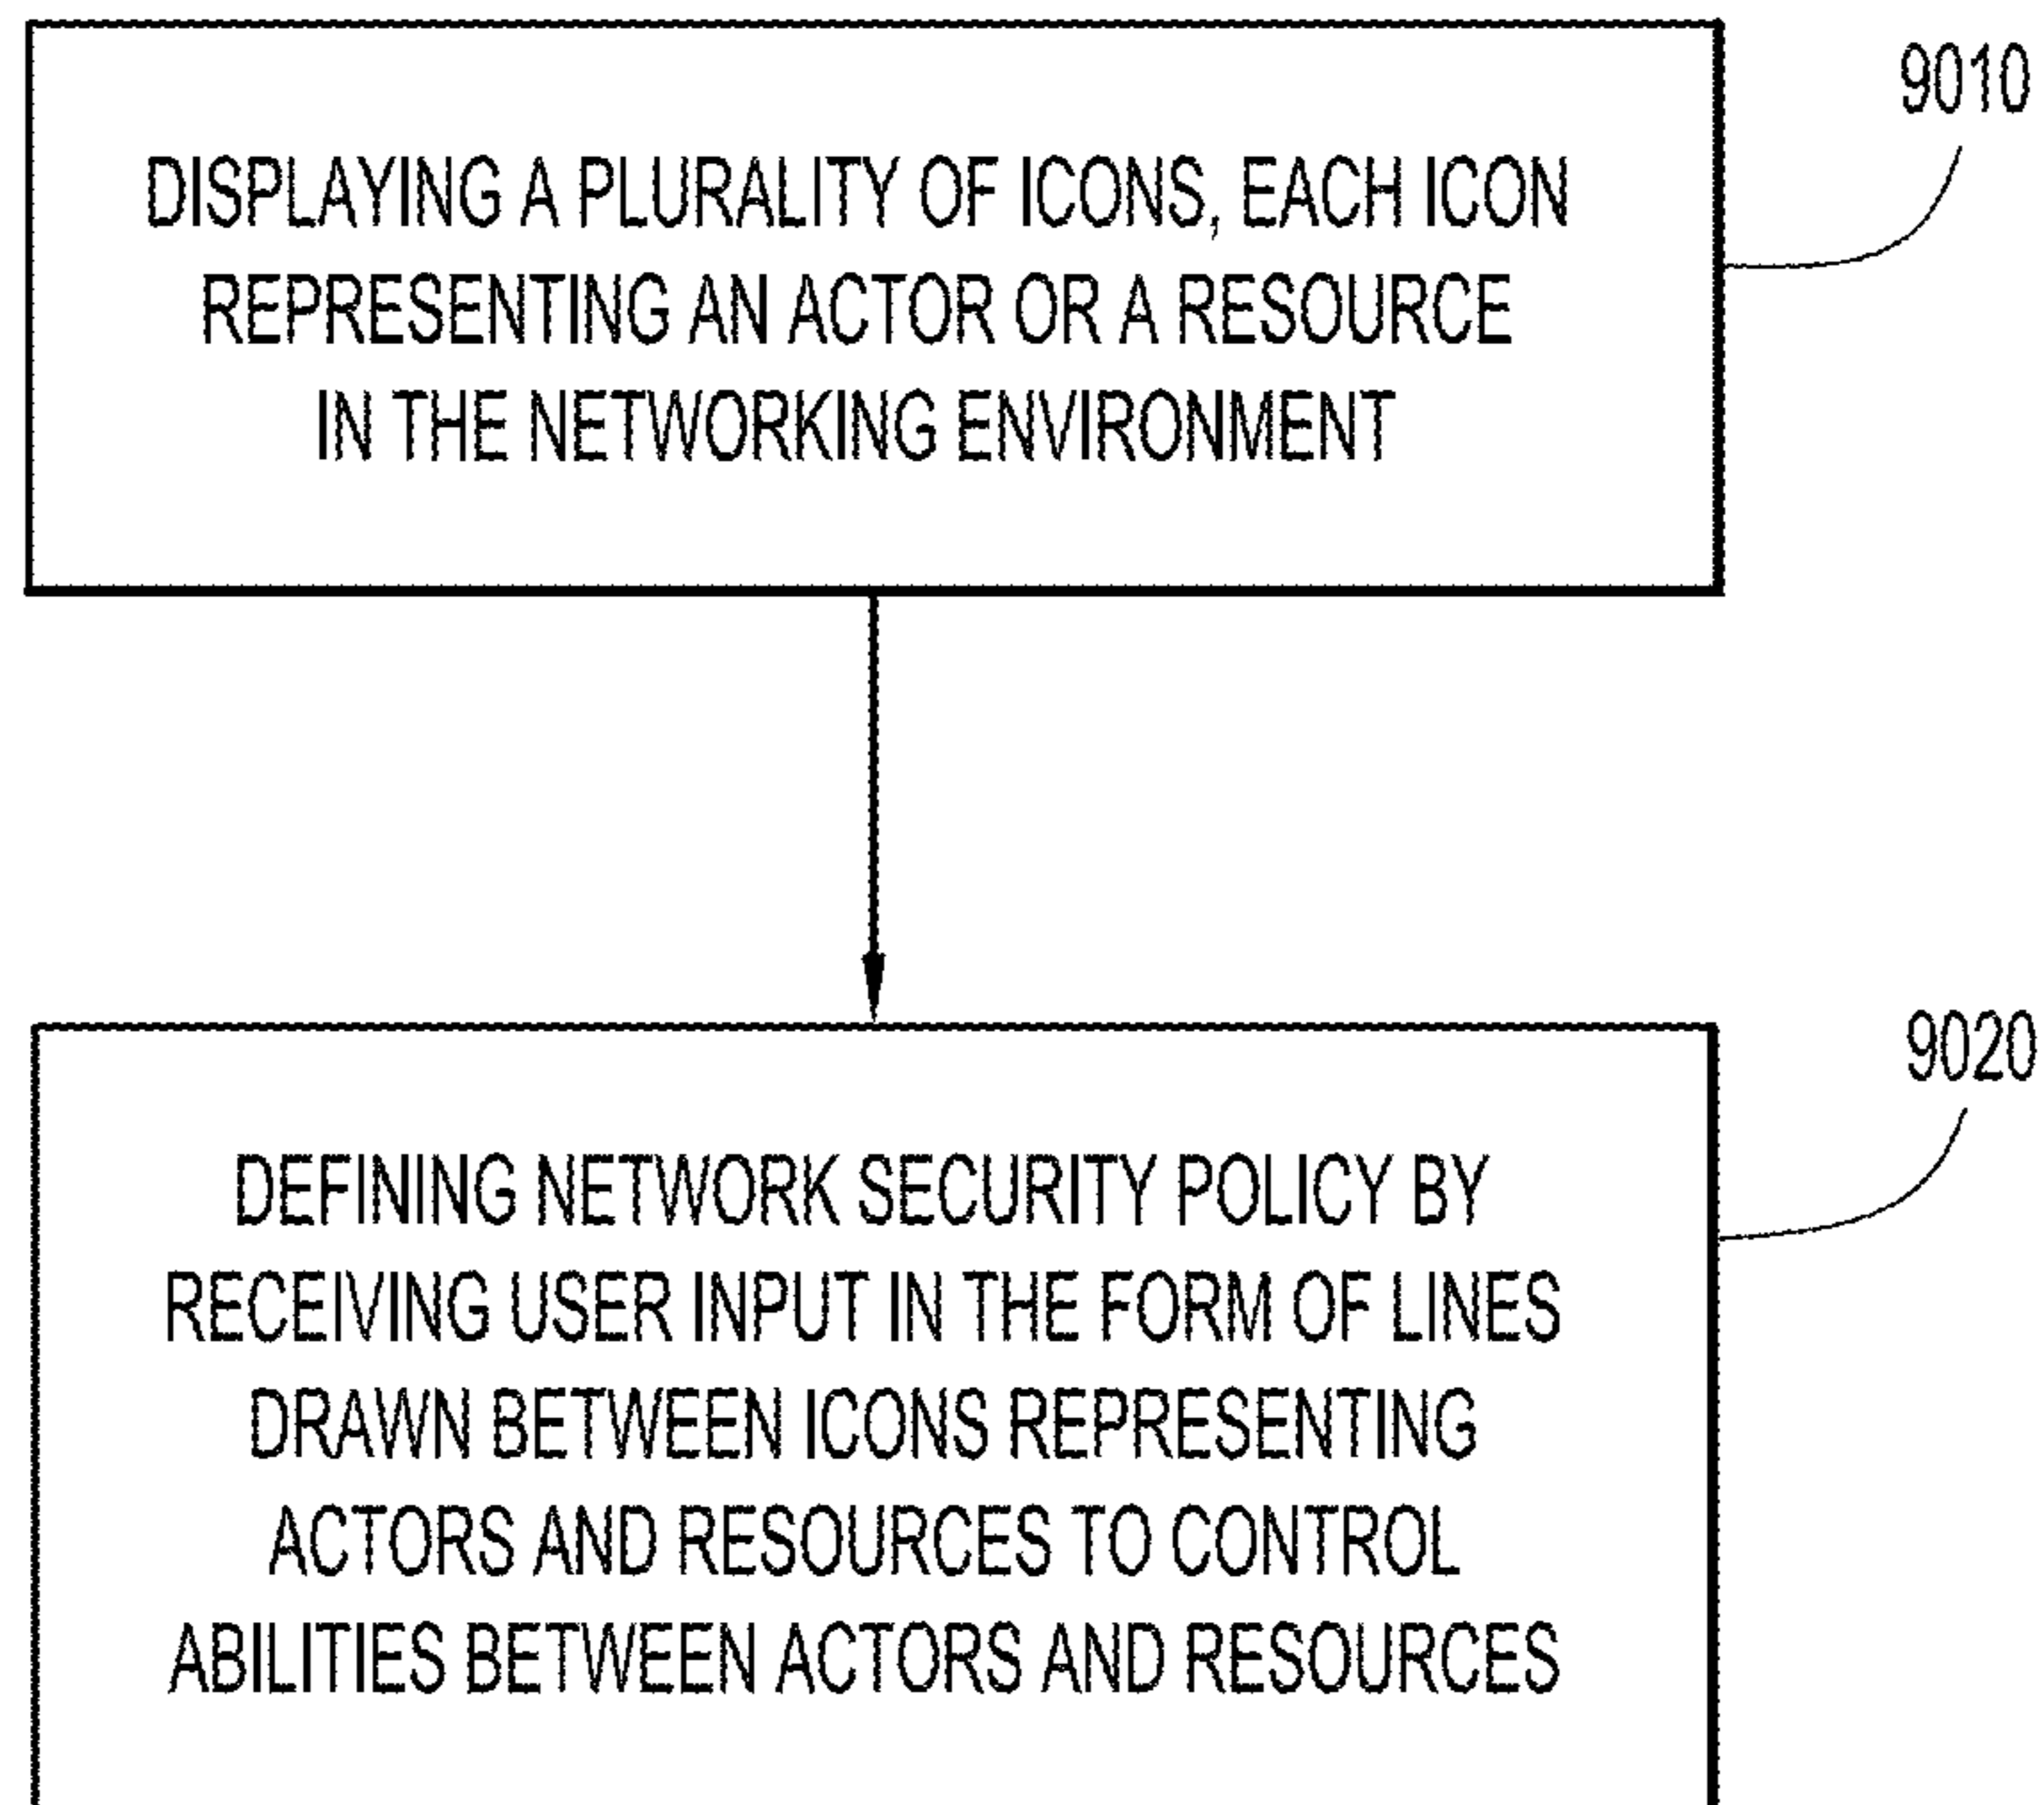 9010
DISPLAYING A PLURALITY OF ICONS, EACH ICON
REPRESENTING AN ACTOR OR A RESOURCE
IN THE NETWORKING ENVIRONMENT
9020
DEFINING NETWORK SECURITY POLICY BY
RECEIVING USER INPUT IN THE FORM OF LINES
DRAWN BETWEEN ICONS REPRESENTING
ACTORS AND RESOURCES TO CONTROL
ABILITIES BETWEEN ACTORS AND RESOURCES